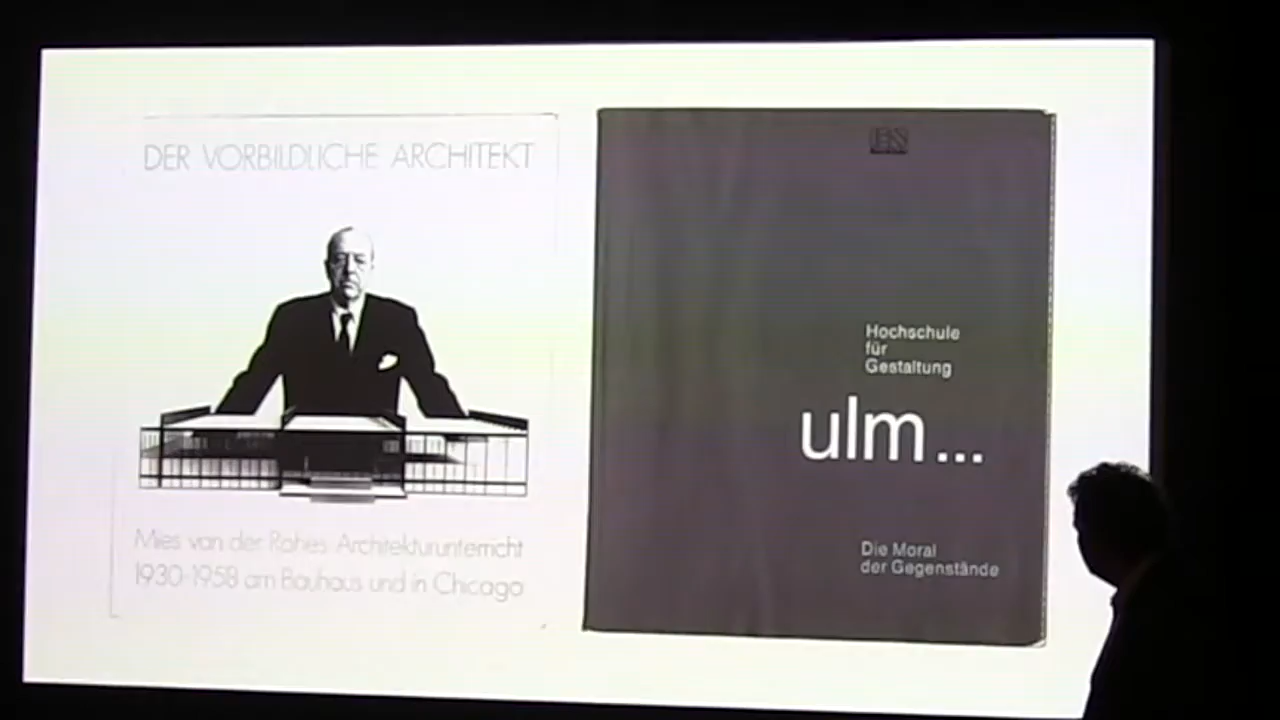 DER VORBILDLICHE ARCHITEKT
Mies van der Rohes Architekturunterricht
1930-1958 am Bauhaus und in Chicago
Hochschule
für
Gestaltung
ulm...
Die Moral
der Gegenstände